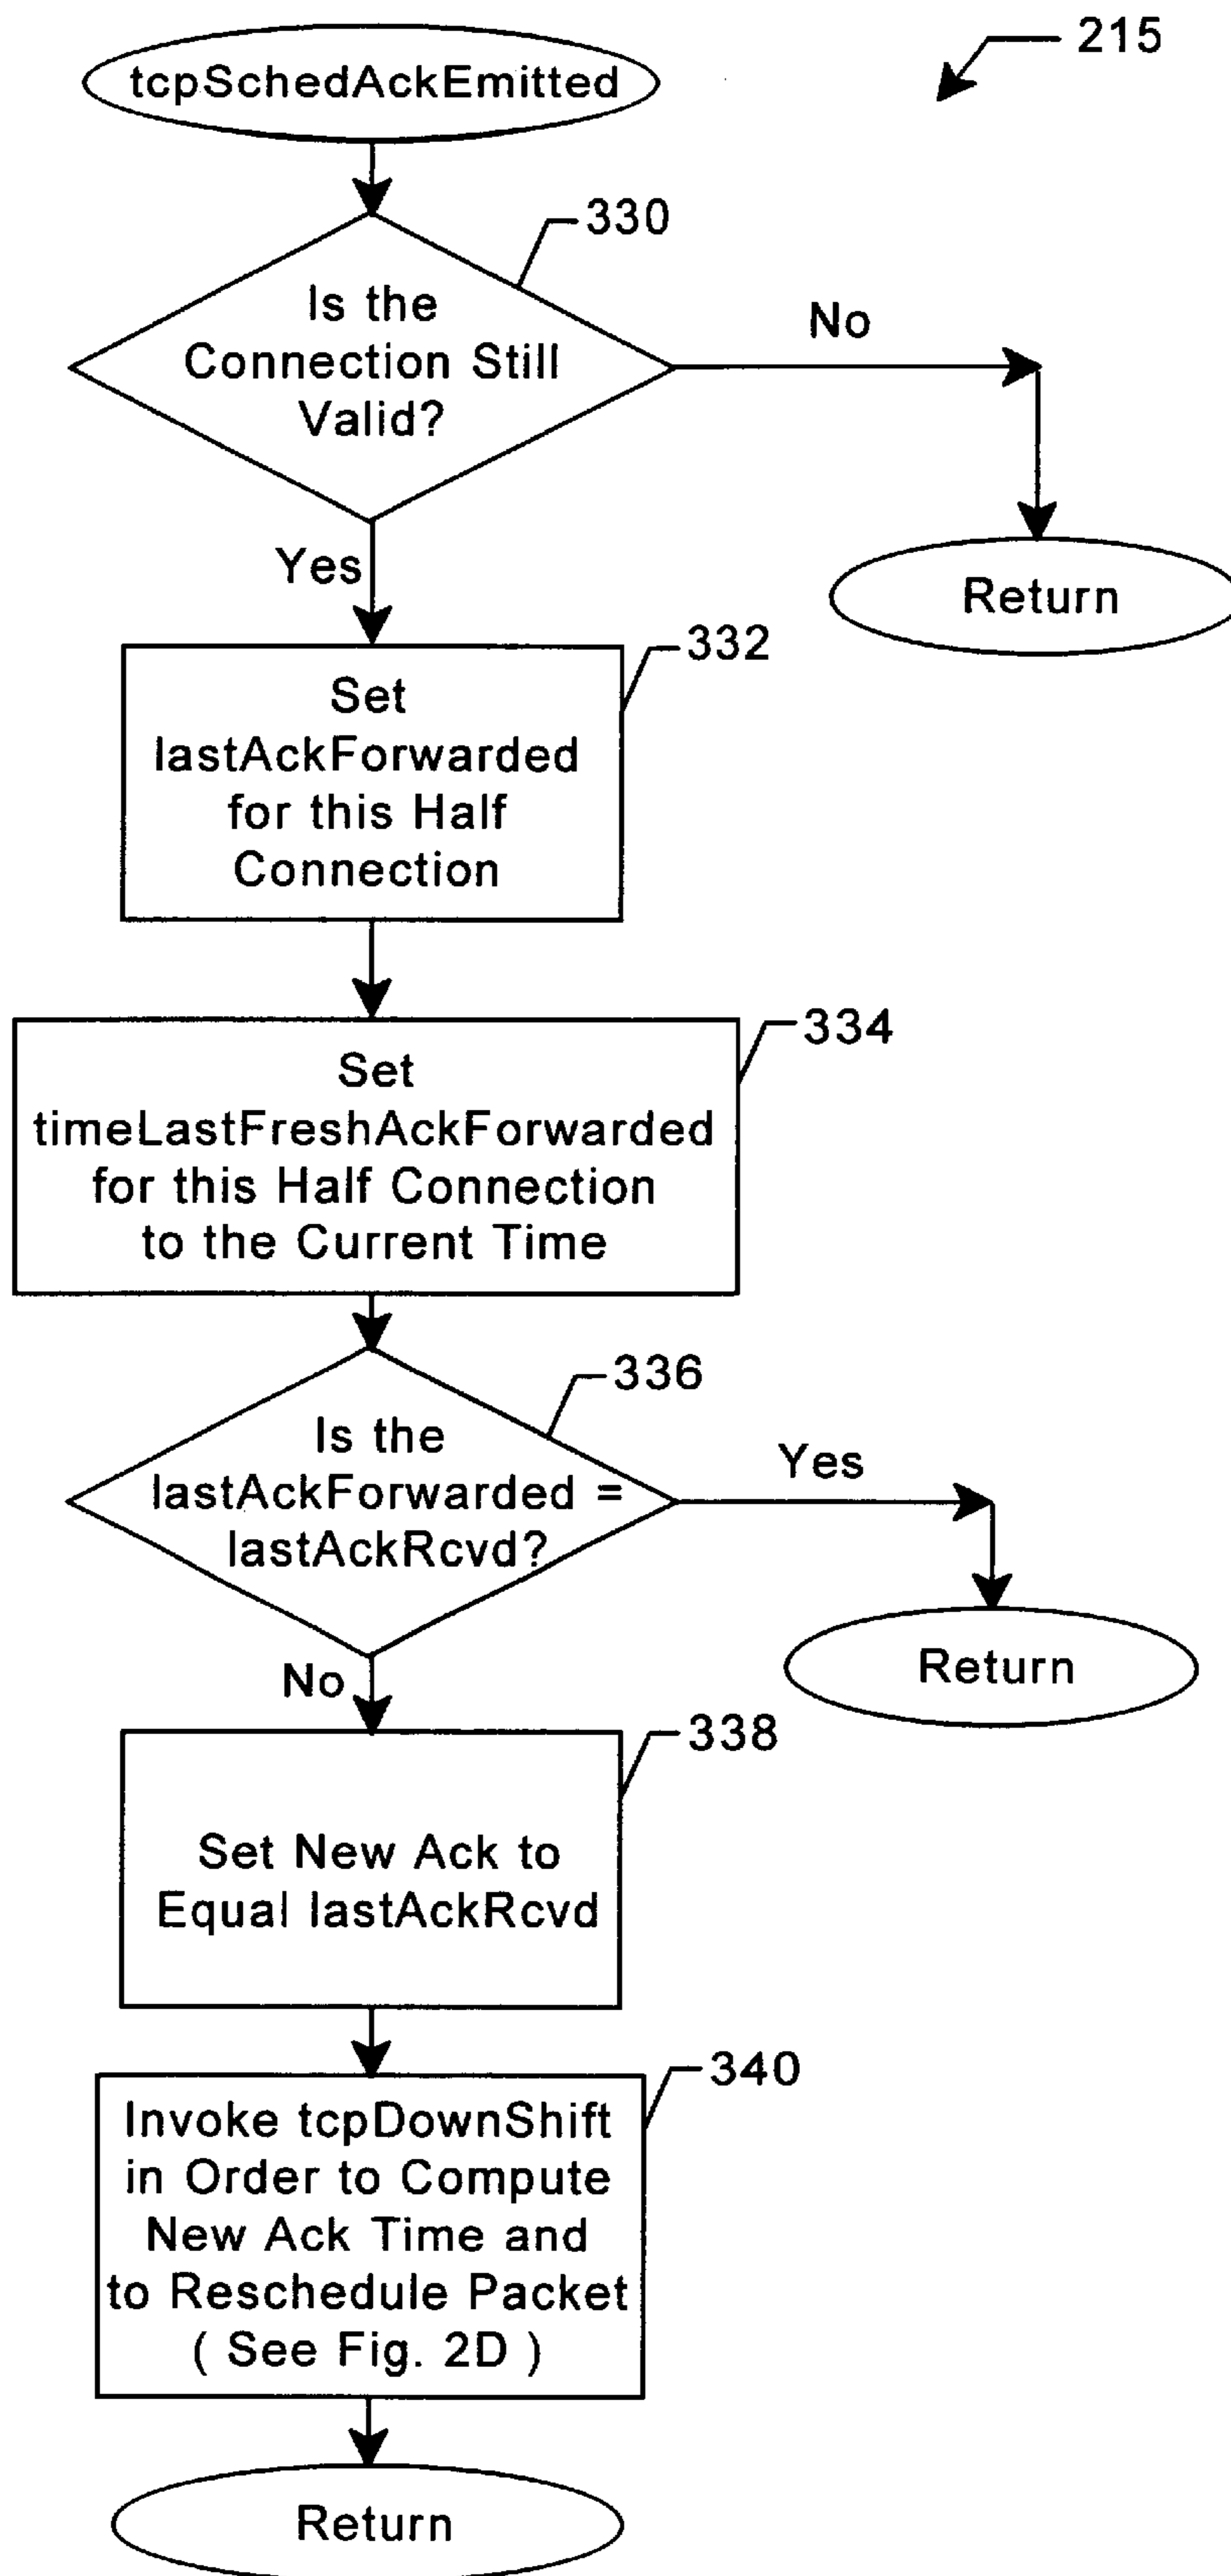 215
tcpSchedAckEmitted
330
Is the
Connection Still
Valid?
No
Return
Yes
332
Set
lastAckForwarded
for this Half
Connection
334
Set
timeLastFreshAckForwarded
for this Half Connection
to the Current Time
336
Is the
lastAckForwarded =
lastAckRcvd?
Yes
Return
No
338
Set New Ack to
Equal lastAckRcvd
340
Invoke tcpDownShift
in Order to Compute
New Ack Time and
to Reschedule Packet
( See Fig. 2D )
Return